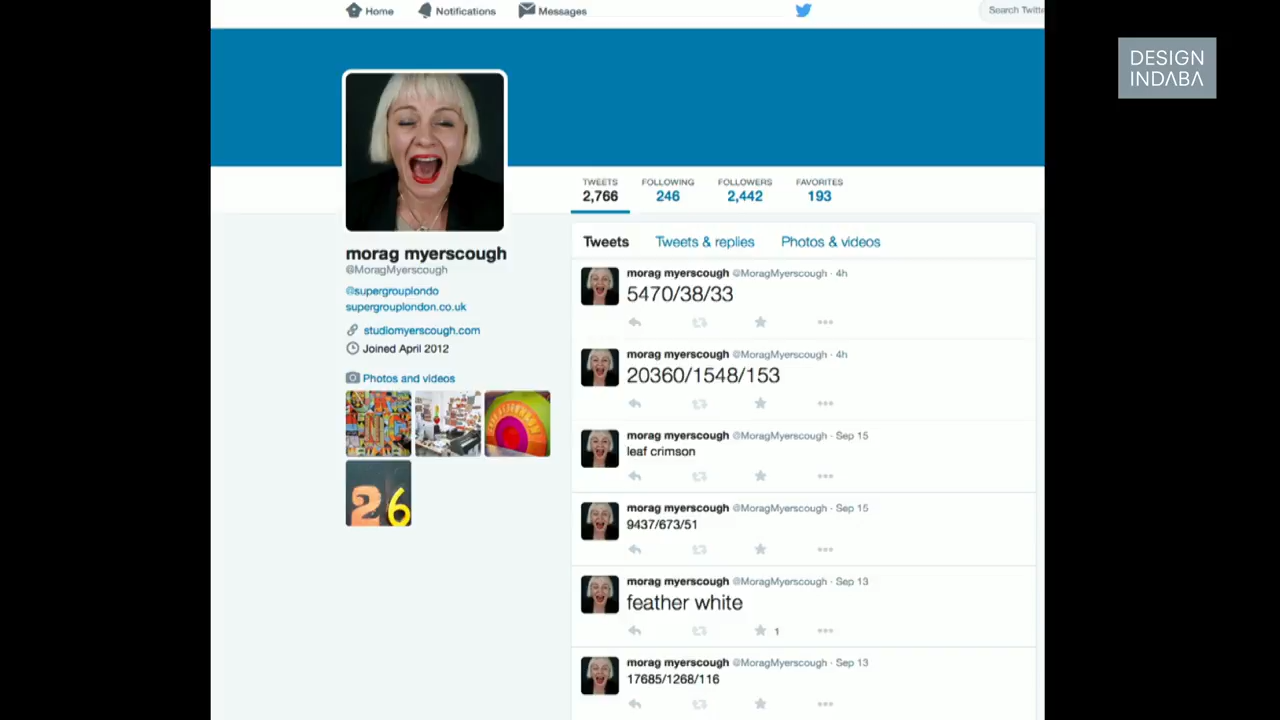 Home
Notifications
Messages
Search Twitte
DESIGN
INDABA
TWEETS
2,766
FOLLOWING
246
FOLLOWERS
2,442
FAVORITES
193
morag myerscough
@MoragMyerscough
@supergrouplondo
supergrouplondon.co.uk
studiomyerscough.com
Joined April 2012
Photos and videos
26
Tweets
Tweets & replies
Photos & videos
morag myerscough @MoragMyerscough · 4h
5470/38/33
morag myerscough @MoragMyerscough · 4h
20360/1548/153
morag myerscough @MoragMyerscough · Sep 15
leaf crimson
morag myerscough @MoragMyerscough · Sep 15
9437/673/51
morag myerscough @MoragMyerscough · Sep 13
feather white
1
morag myerscough @MoragMyerscough · Sep 13
17685/1268/116